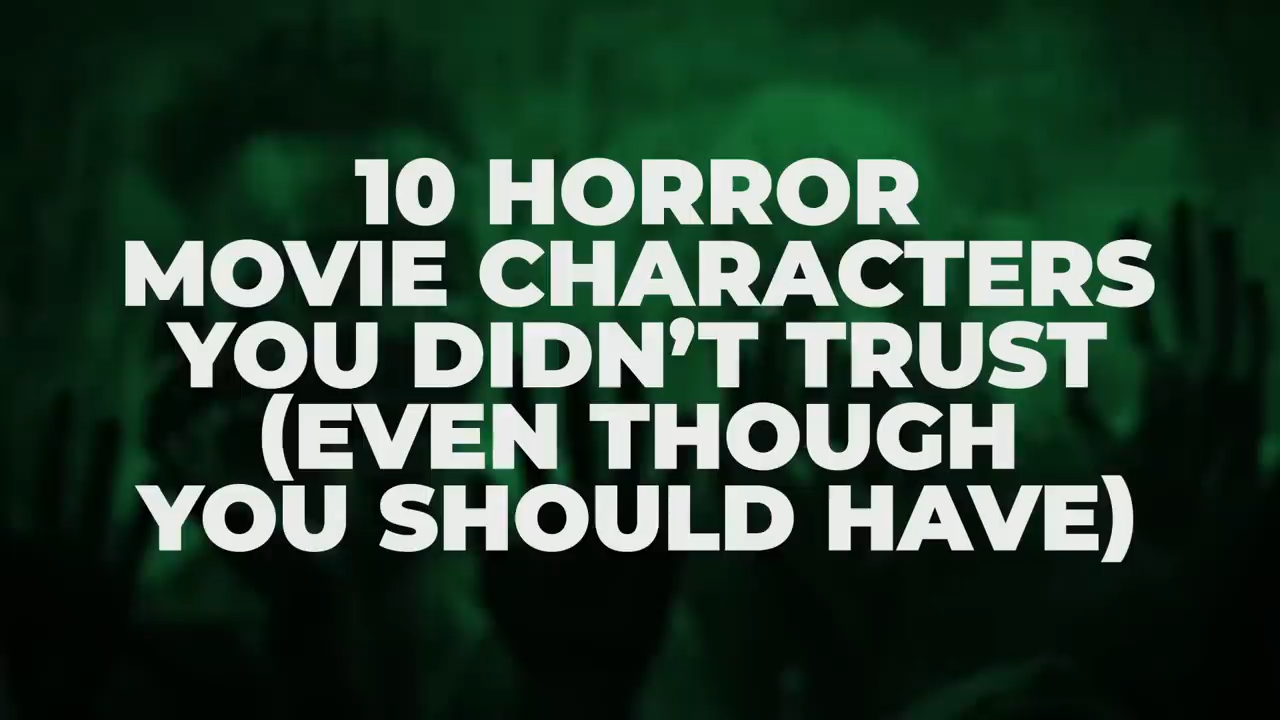 10 HORROR
MOVIE CHARACTERS
YOU DIDN’T TRUST
(EVEN THOUGH
YOU SHOULD HAVE)